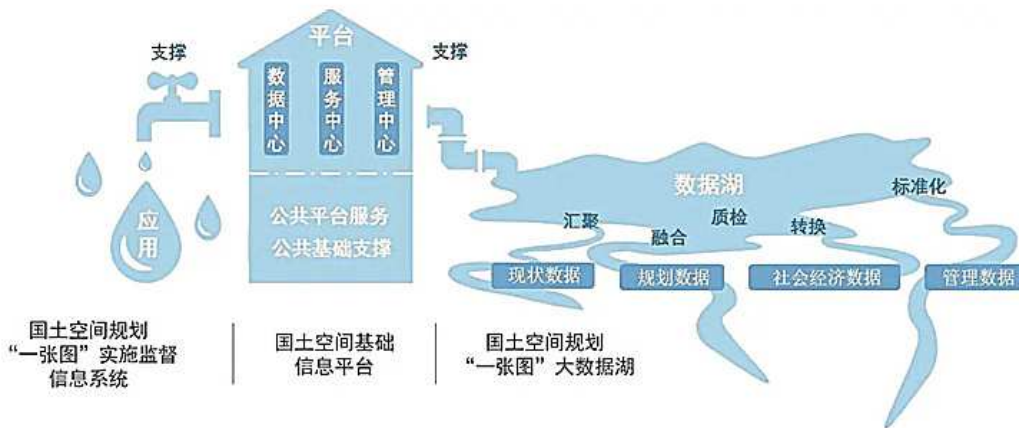 支撑
平台
支撑
数据中心
服务中心
管理中心
公共平台服务
公共基础支撑
应用
数据湖
标准化
汇聚
融合
质检
转换
现状数据
规划数据
社会经济数据
管理数据
国土空间规划
“一张图”实施监督
信息系统
国土空间基础
信息平台
国土空间规划
“一张图”大数据湖